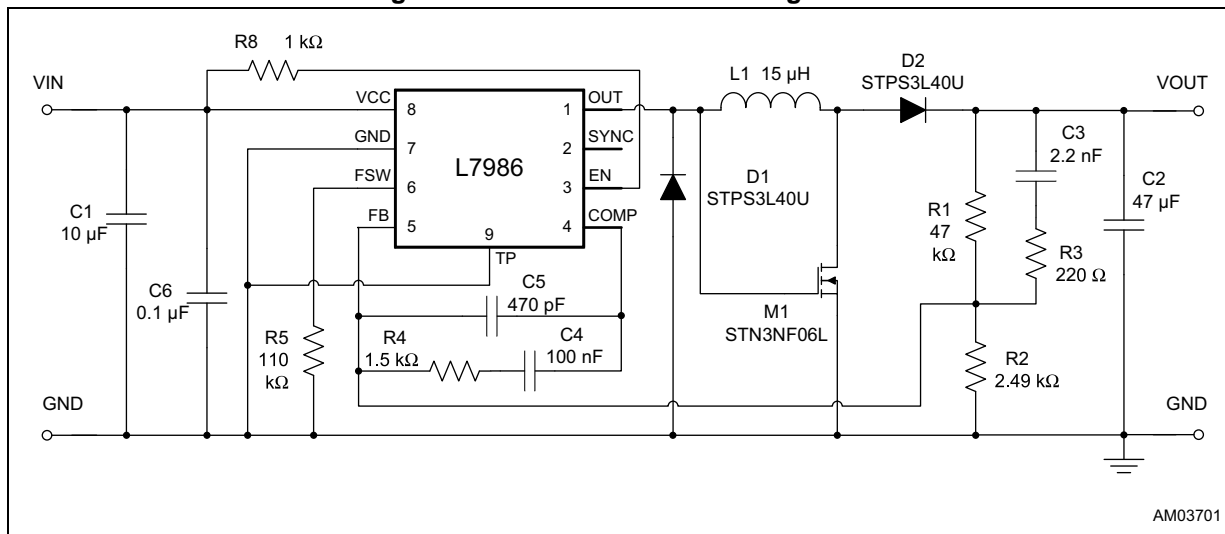 R8 1 kΩ
VIN
L7986
VCC 8
GND 7
FSW 6
FB 5
1 OUT
2 SYNC
3 EN
4 COMP
9
TP
L1 15 µH
D2
STPS3L40U
VOUT
D1
STPS3L40U
C3
2.2 nF
C2
47 µF
C1
10 µF
R1
47
kΩ
R3
220 Ω
C6
0.1 µF
C5
470 pF
M1
STN3NF06L
R5
110
kΩ
R4
1.5 kΩ
C4
100 nF
R2
2.49 kΩ
GND
GND
AM03701